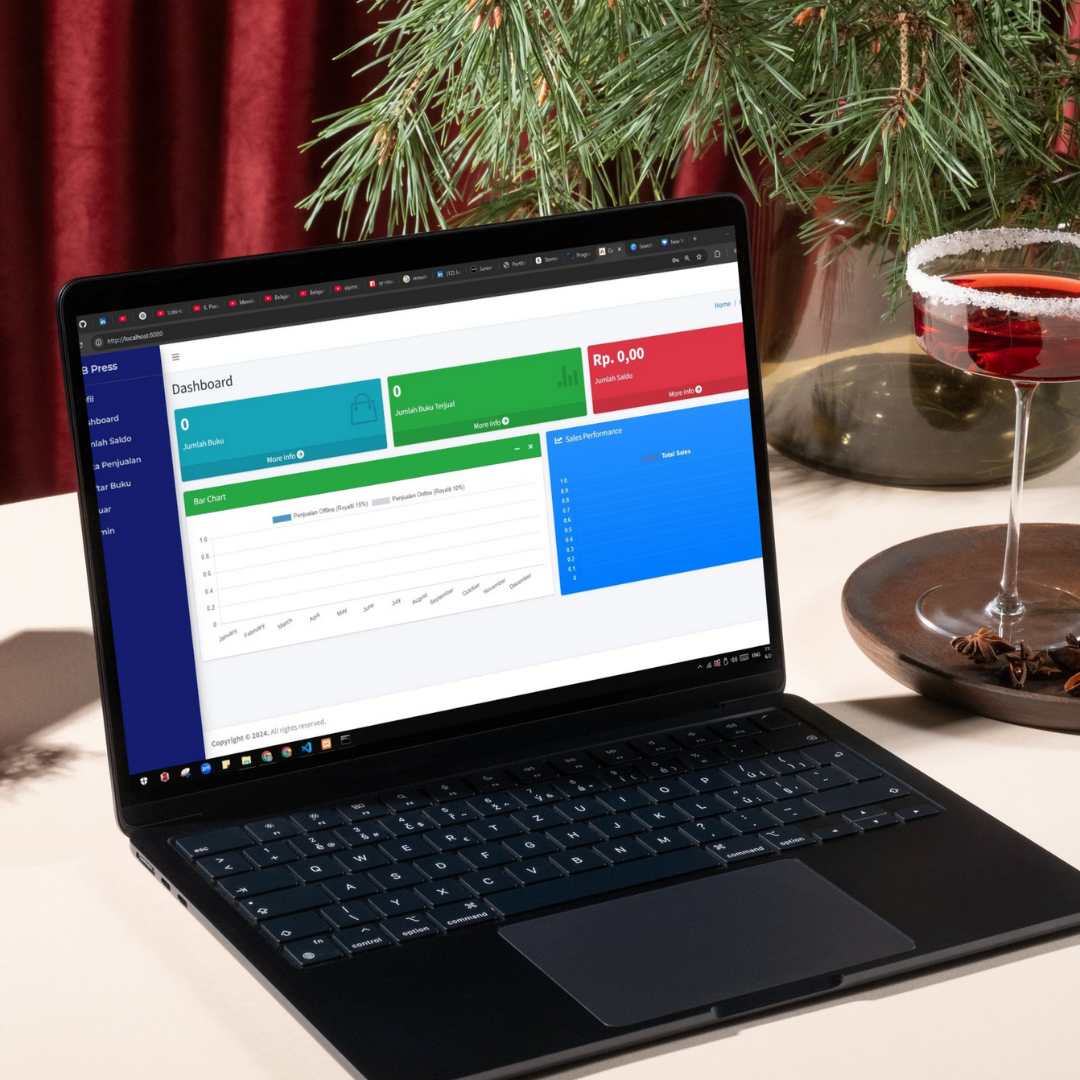 http://localhost:8080
B Press
Home /
Dashboard
0
Jumlah Buku
More info
0
Jumlah Buku Terjual
More info
Rp. 0,00
Jumlah Saldo
More info
fil
shboard
mlah Saldo
a Penjualan
tar Buku
uar
min
Bar Chart
Penjualan Offline (Royalti 15%)
Penjualan Online (Royalti 10%)
1.0
0.8
0.6
0.4
0.2
0
January
February
March
April
May
June
July
August
September
October
November
December
Sales Performance
Total Sales
1.0
0.9
0.8
0.7
0.6
0.5
0.4
0.3
0.2
0.1
0
Copyright © 2024. All rights reserved.
ENG
esc
Q W E R T Z U I O P
A S D F G H J K L
Y X C V B N M
fn control option command command option